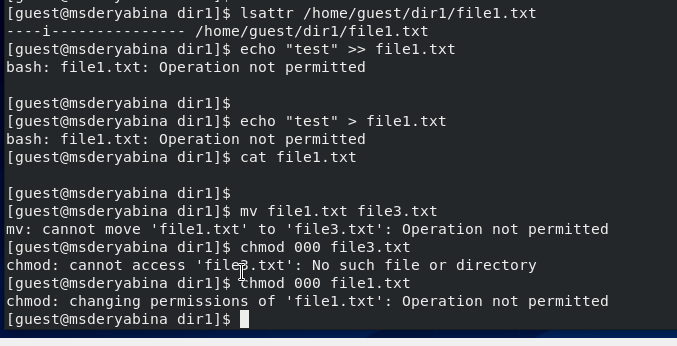 [guest@msderyabina dir1]$ lsattr /home/guest/dir1/file1.txt
----i--------------- /home/guest/dir1/file1.txt
[guest@msderyabina dir1]$ echo "test" >> file1.txt
bash: file1.txt: Operation not permitted
[guest@msderyabina dir1]$
[guest@msderyabina dir1]$ echo "test" > file1.txt
bash: file1.txt: Operation not permitted
[guest@msderyabina dir1]$ cat file1.txt
[guest@msderyabina dir1]$
[guest@msderyabina dir1]$ mv file1.txt file3.txt
mv: cannot move 'file1.txt' to 'file3.txt': Operation not permitted
[guest@msderyabina dir1]$ chmod 000 file3.txt
chmod: cannot access 'file3.txt': No such file or directory
[guest@msderyabina dir1]$ chmod 000 file1.txt
chmod: changing permissions of 'file1.txt': Operation not permitted
[guest@msderyabina dir1]$